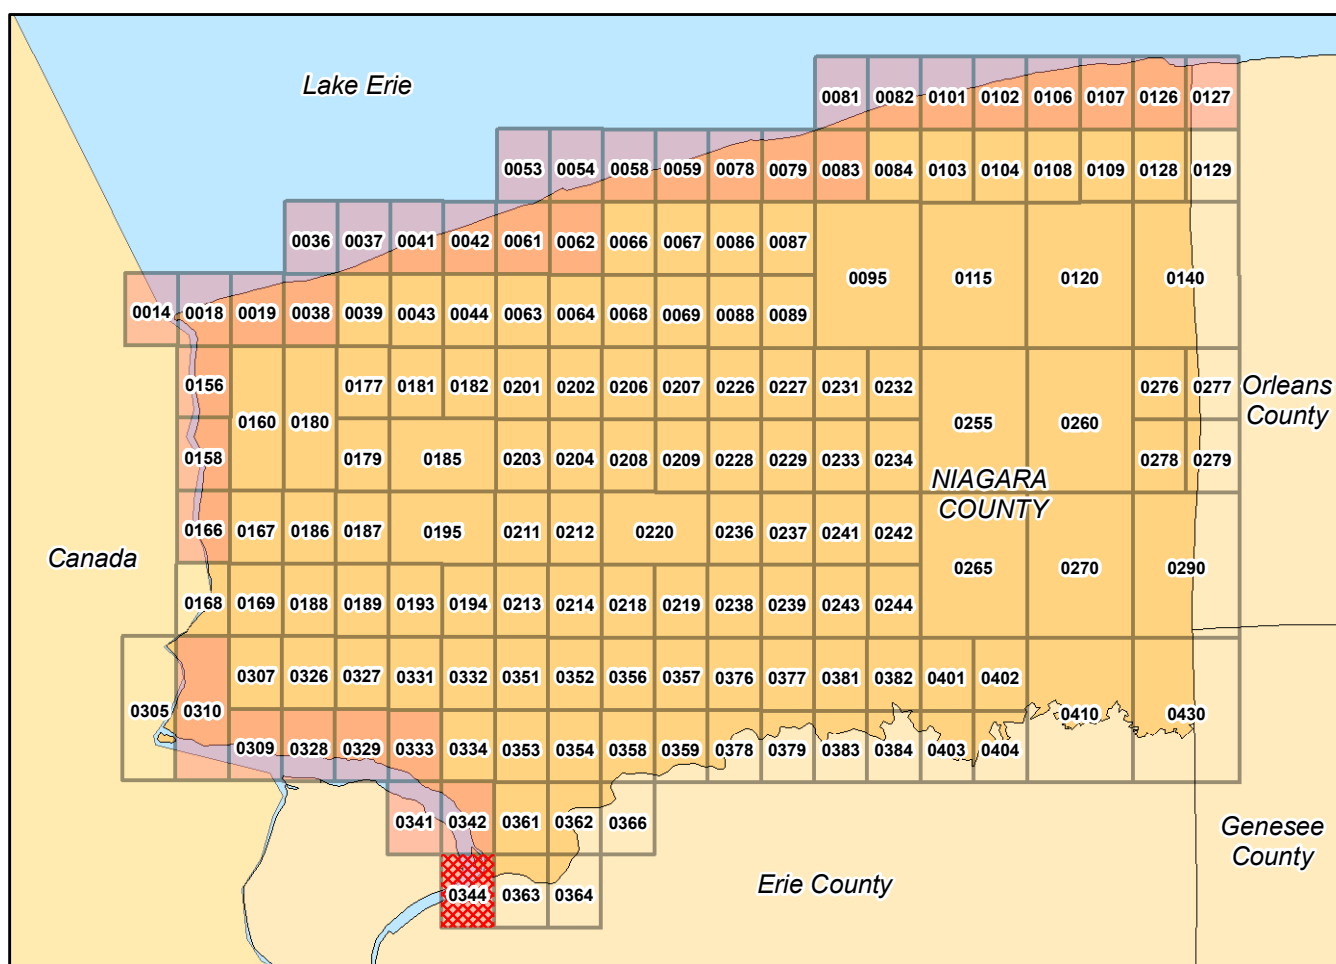 Lake Erie
0081 0082 0101 0102 0106 0107 0126 0127
0053 0054 0058 0059 0078 0079 0083 0084 0103 0104 0108 0109 0128 0129
0036 0037 0041 0042 0061 0062 0066 0067 0086 0087
0095 0115 0120 0140
0014 0018 0019 0038 0039 0043 0044 0063 0064 0068 0069 0088 0089
0156 0177 0181 0182 0201 0202 0206 0207 0226 0227 0231 0232 0276 0277
Orleans
County
0160 0180 0255 0260
0158 0179 0185 0203 0204 0208 0209 0228 0229 0233 0234 0278 0279
NIAGARA
COUNTY
0166 0167 0186 0187 0195 0211 0212 0220 0236 0237 0241 0242
Canada
0265 0270 0290
0168 0169 0188 0189 0193 0194 0213 0214 0218 0219 0238 0239 0243 0244
0307 0326 0327 0331 0332 0351 0352 0356 0357 0376 0377 0381 0382 0401 0402
0305 0310 0410 0430
0309 0328 0329 0333 0334 0353 0354 0358 0359 0378 0379 0383 0384 0403 0404
0341 0342 0361 0362 0366
Genesee
County
Erie County
0344 0363 0364